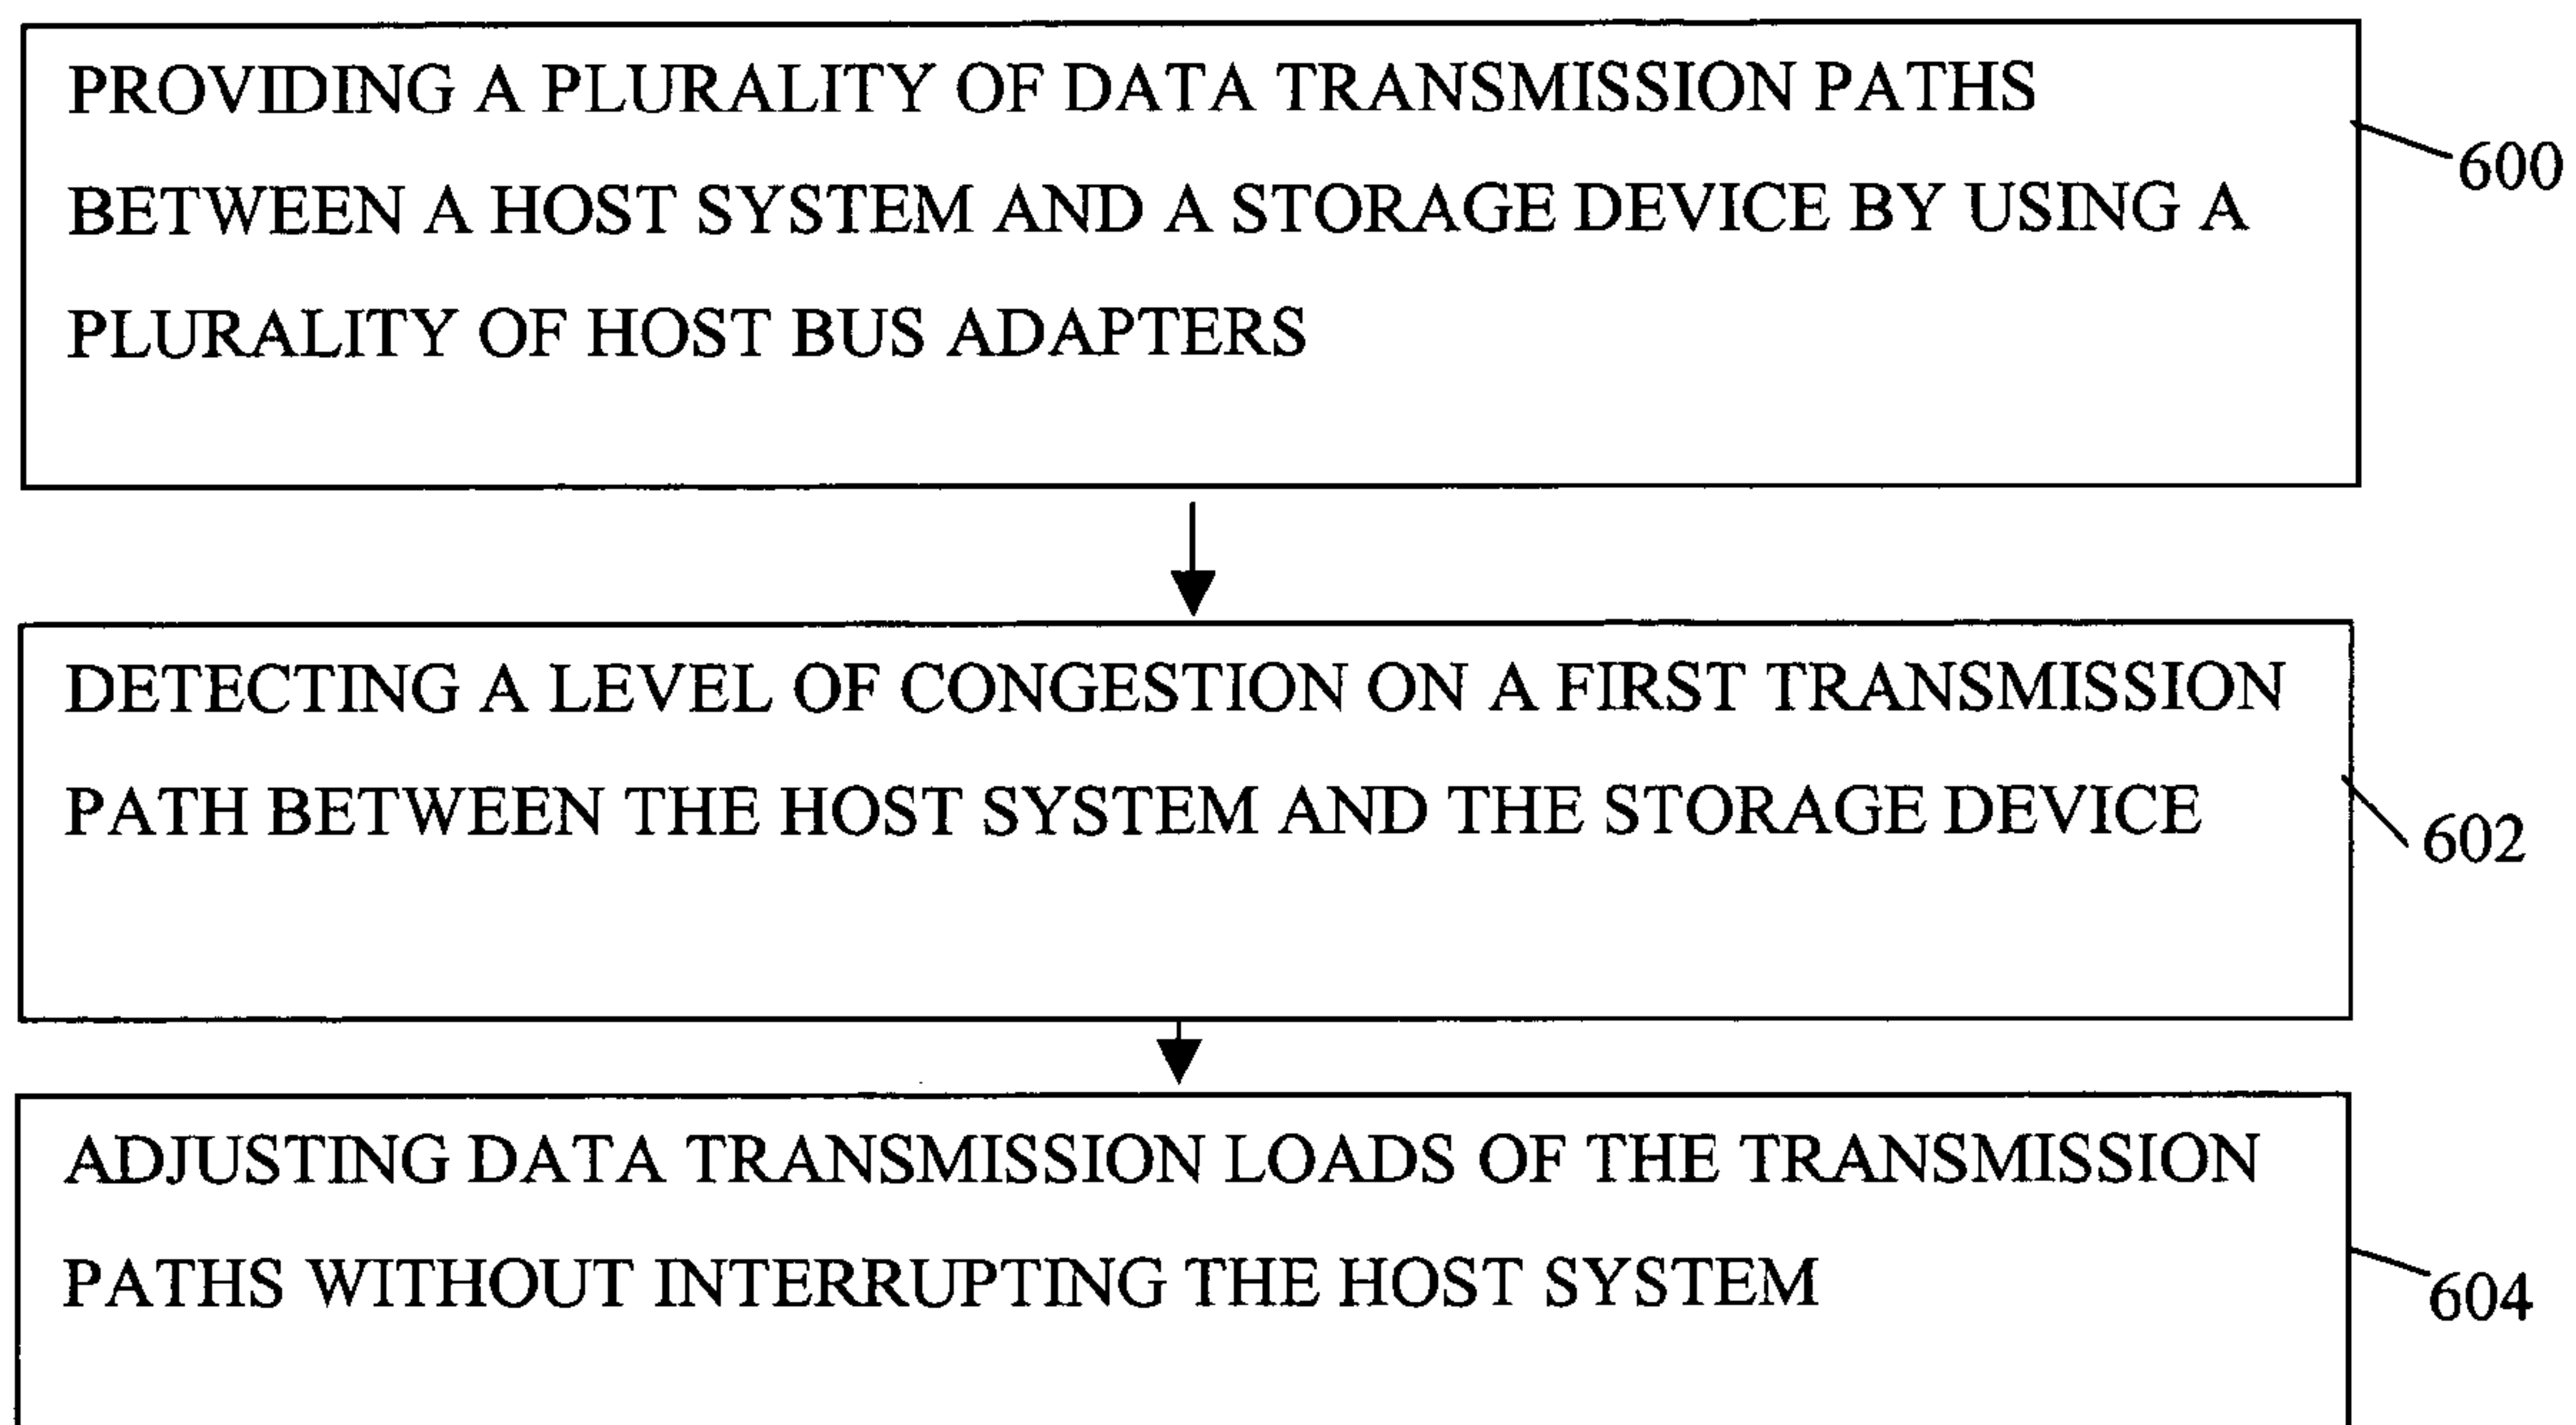 PROVIDING A PLURALITY OF DATA TRANSMISSION PATHS
BETWEEN A HOST SYSTEM AND A STORAGE DEVICE BY USING A
PLURALITY OF HOST BUS ADAPTERS
600
DETECTING A LEVEL OF CONGESTION ON A FIRST TRANSMISSION
PATH BETWEEN THE HOST SYSTEM AND THE STORAGE DEVICE
602
ADJUSTING DATA TRANSMISSION LOADS OF THE TRANSMISSION
PATHS WITHOUT INTERRUPTING THE HOST SYSTEM
604